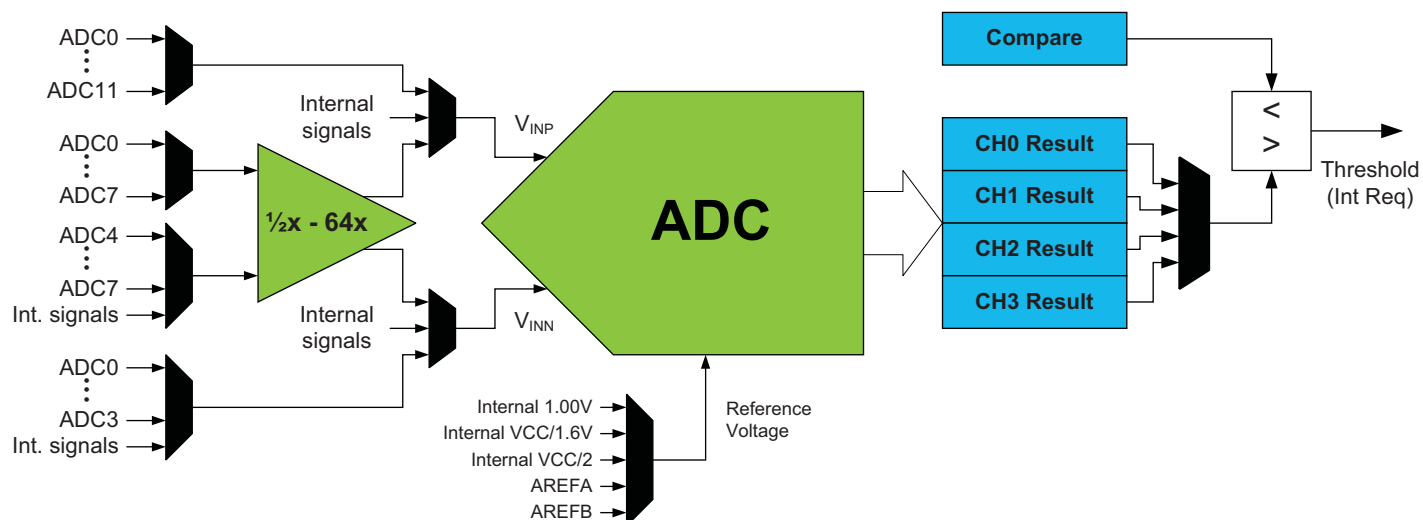 ADC0
ADC11
Internal
signals
ADC0
ADC7
ADC4
ADC7
Int. signals
½x - 64x
Internal
signals
ADC0
ADC3
Int. signals
VINP
VINN
ADC
Internal 1.00V
Internal VCC/1.6V
Internal VCC/2
AREFA
AREFB
Reference
Voltage
Compare
CH0 Result
CH1 Result
CH2 Result
CH3 Result
<
>
Threshold
(Int Req)